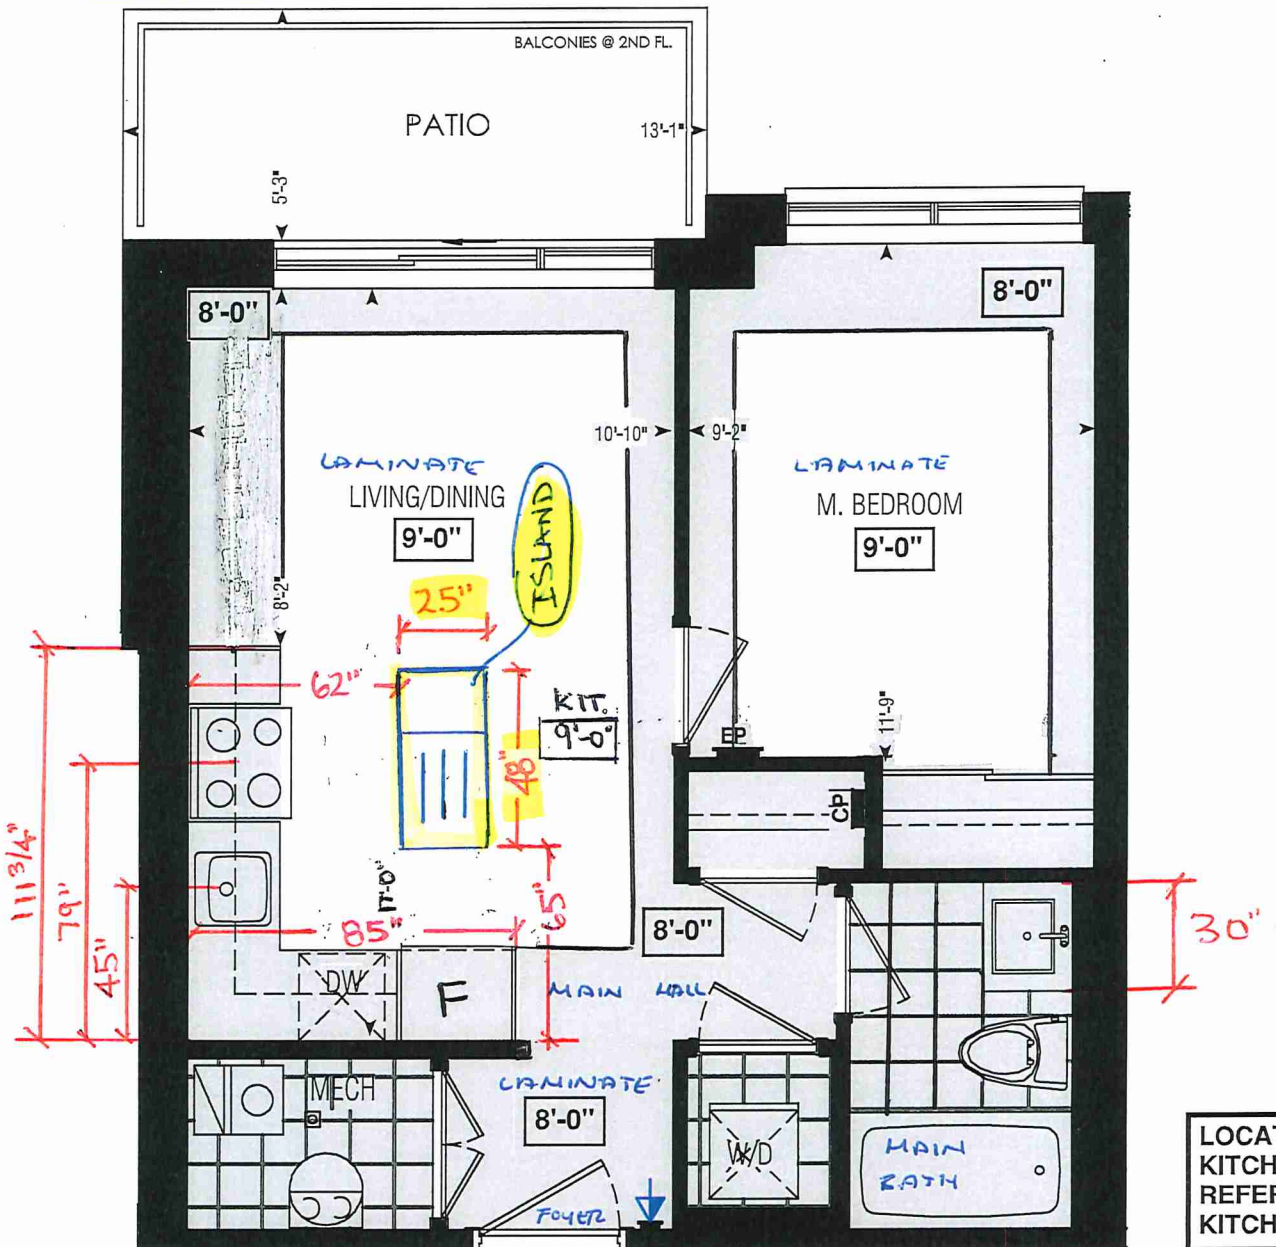 BALCONIES @ 2ND FL.
PATIO
13'-1"
5'-3"
8'-0"
8'-0"
10'-10"
9'-2"
LAMINATE
LIVING/DINING
9'-0"
ISLAND
LAMINATE
M. BEDROOM
9'-0"
25"
8'-2"
62"
KIT.
9'-0"
48"
11'-9"
EP
CP
111 3/4"
79"
45"
17'-0"
85"
65"
8'-0"
30"
DW
F
MAIN HALL
MECH
LAMINATE
8'-0"
W/D
MAIN
BATH
FOYER
LOCAT
KITCH
REFER
KITCH